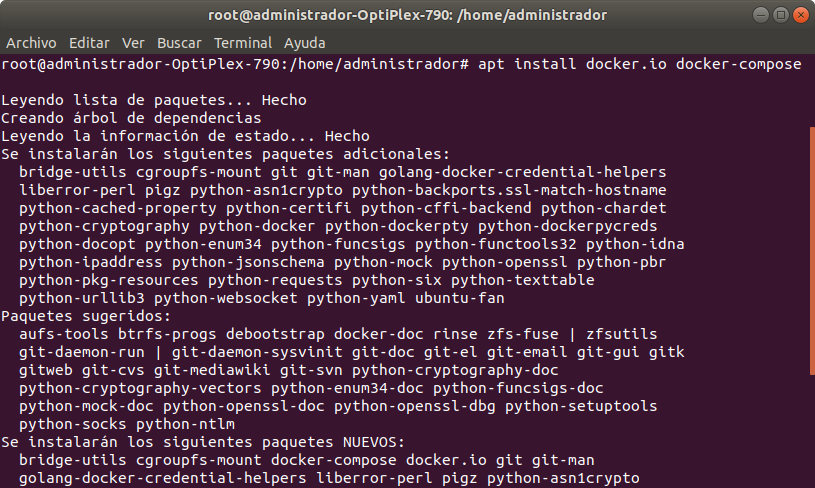 root@administrador-OptiPlex-790: /home/administrador
Archivo Editar Ver Buscar Terminal Ayuda
root@administrador-OptiPlex-790:/home/administrador# apt install docker.io docker-compose
Leyendo lista de paquetes... Hecho
Creando árbol de dependencias
Leyendo la información de estado... Hecho
Se instalarán los siguientes paquetes adicionales:
bridge-utils cgroupfs-mount git git-man golang-docker-credential-helpers
liberror-perl pigz python-asn1crypto python-backports.ssl-match-hostname
python-cached-property python-certifi python-cffi-backend python-chardet
python-cryptography python-docker python-dockerpty python-dockerpycreds
python-docopt python-enum34 python-funcsigs python-functools32 python-idna
python-ipaddress python-jsonschema python-mock python-openssl python-pbr
python-pkg-resources python-requests python-six python-texttable
python-urllib3 python-websocket python-yaml ubuntu-fan
Paquetes sugeridos:
aufs-tools btrfs-progs debootstrap docker-doc rinse zfs-fuse | zfsutils
git-daemon-run | git-daemon-sysvinit git-doc git-el git-email git-gui gitk
gitweb git-cvs git-mediawiki git-svn python-cryptography-doc
python-cryptography-vectors python-enum34-doc python-funcsigs-doc
python-mock-doc python-openssl-doc python-openssl-dbg python-setuptools
python-socks python-ntlm
Se instalarán los siguientes paquetes NUEVOS:
bridge-utils cgroupfs-mount docker-compose docker.io git git-man
golang-docker-credential-helpers liberror-perl pigz python-asn1crypto